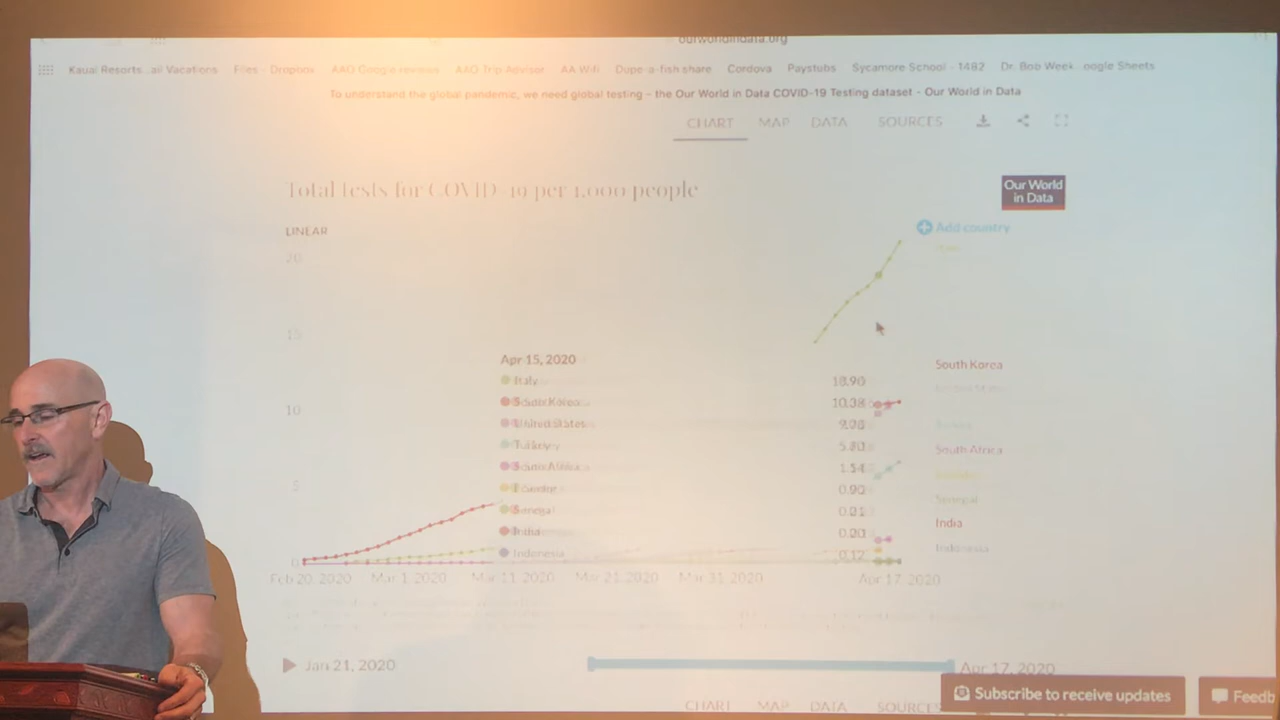 ourworldindata.org
Kauai Resorts...ail Vacations Files - Dropbox AAO Google reviews AAO Trip Advisor AA Wifi Dupe-a-fish share Cordova Paystubs Sycamore School - 1482 Dr. Bob Week...oogle Sheets
To understand the global pandemic, we need global testing – the Our World in Data COVID-19 Testing dataset - Our World in Data
CHART MAP DATA SOURCES
Total tests for COVID-19 per 1,000 people
Our World
in Data
LINEAR
Add country
20
15
Apr 15, 2020
Italy 18.90
South Korea 10.38
United States
Turkey
South Africa 1.54
Ecuador 0.90
Senegal
India
Indonesia 0.12
10
5
0
South Korea
South Africa
Senegal
India
Indonesia
Feb 20, 2020 Mar 1, 2020 Mar 11, 2020 Mar 21, 2020 Mar 31, 2020 Apr 17, 2020
Jan 21, 2020 Apr 17, 2020
Subscribe to receive updates Feedb
CHART MAP DATA SOURCES